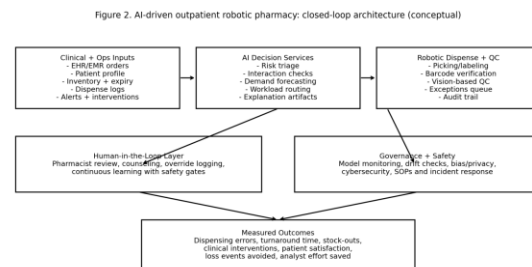 Figure 2. AI-driven outpatient robotic pharmacy: closed-loop architecture (conceptual)
Clinical + Ops Inputs
- EHR/EMR orders
- Patient profile
- Inventory + expiry
- Dispense logs
- Alerts + interventions
AI Decision Services
- Risk triage
- Interaction checks
- Demand forecasting
- Workload routing
- Explanation artifacts
Robotic Dispense + QC
- Picking/labeling
- Barcode verification
- Vision-based QC
- Exceptions queue
- Audit trail
Human-in-the-Loop Layer
Pharmacist review, counseling, override logging,
continuous learning with safety gates
Governance + Safety
Model monitoring, drift checks, bias/privacy,
cybersecurity, SOPs and incident response
Measured Outcomes
Dispensing errors, turnaround time, stock-outs,
clinical interventions, patient satisfaction,
loss events avoided, analyst effort saved